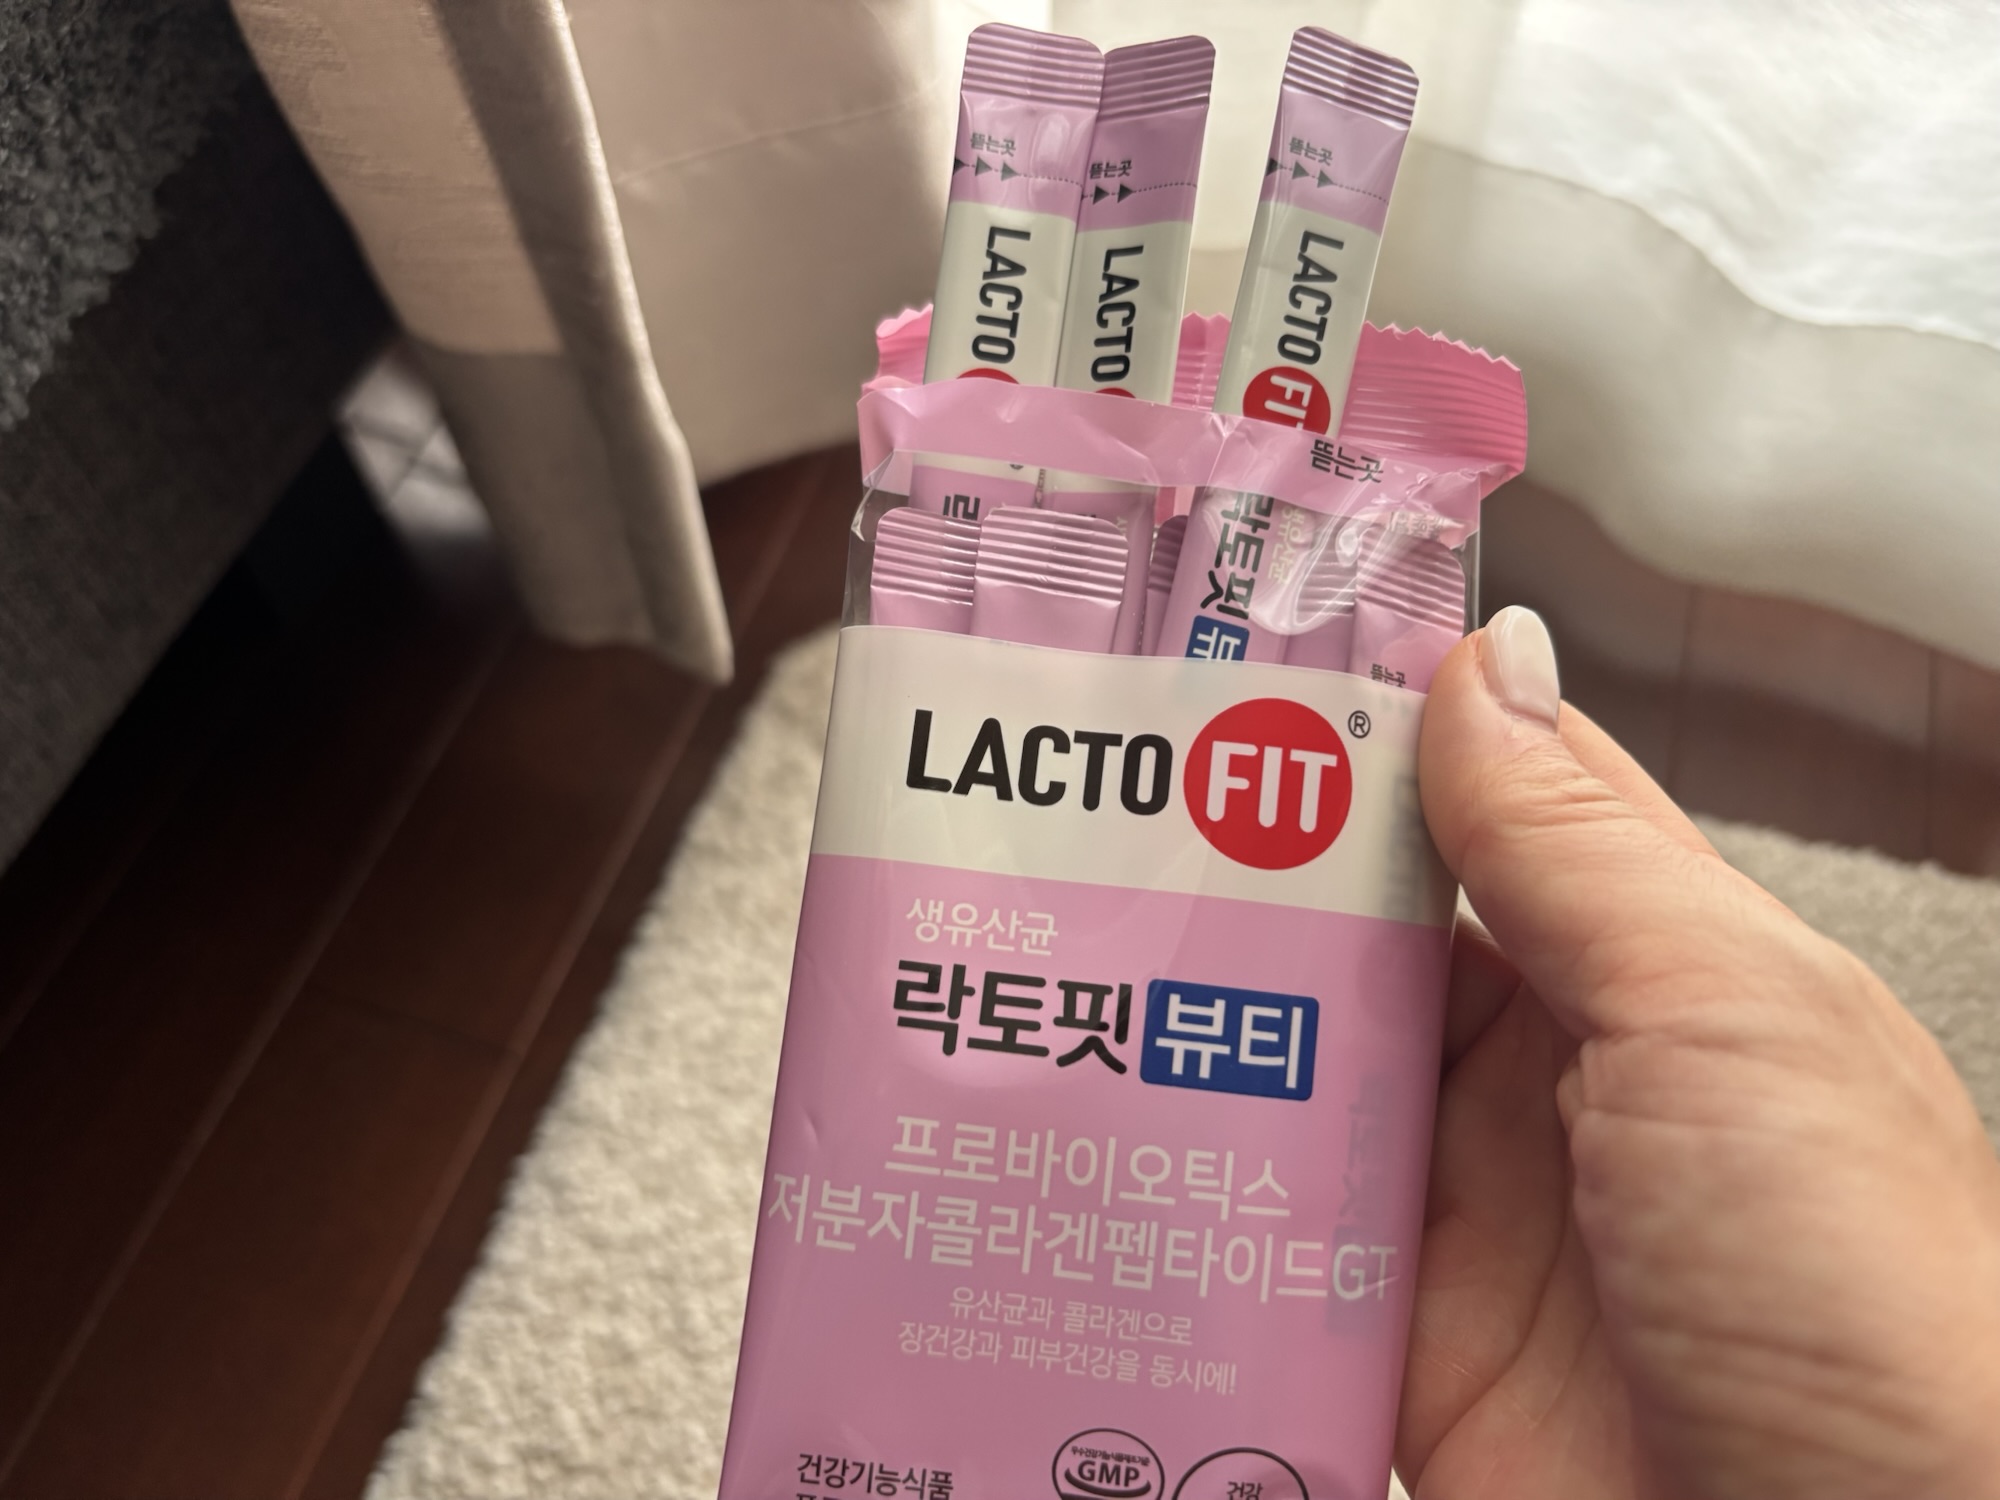 뜯는곳
뜯는곳
뜯는곳
LACTO
LACTO
LACTO FIT
뜯는곳
락토핏 뷰
뜯는곳
LACTO FIT ®
생유산균
락토핏 뷰티
프로바이오틱스
저분자콜라겐펩타이드GT
유산균과 콜라겐으로
장건강과 피부건강을 동시에!
건강기능식품
GMP
건강